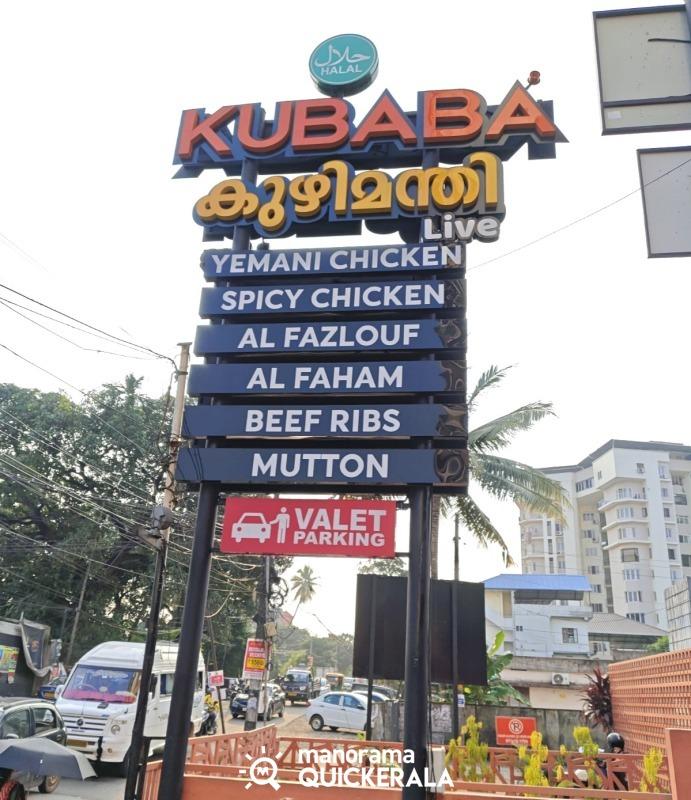 حلال
HALAL
KUBABA
കുഴിമന്തി
Live
YEMANI CHICKEN
SPICY CHICKEN
AL FAZLOUF
AL FAHAM
BEEF RIBS
MUTTON
VALET
PARKING
manorama
QUICKERALA